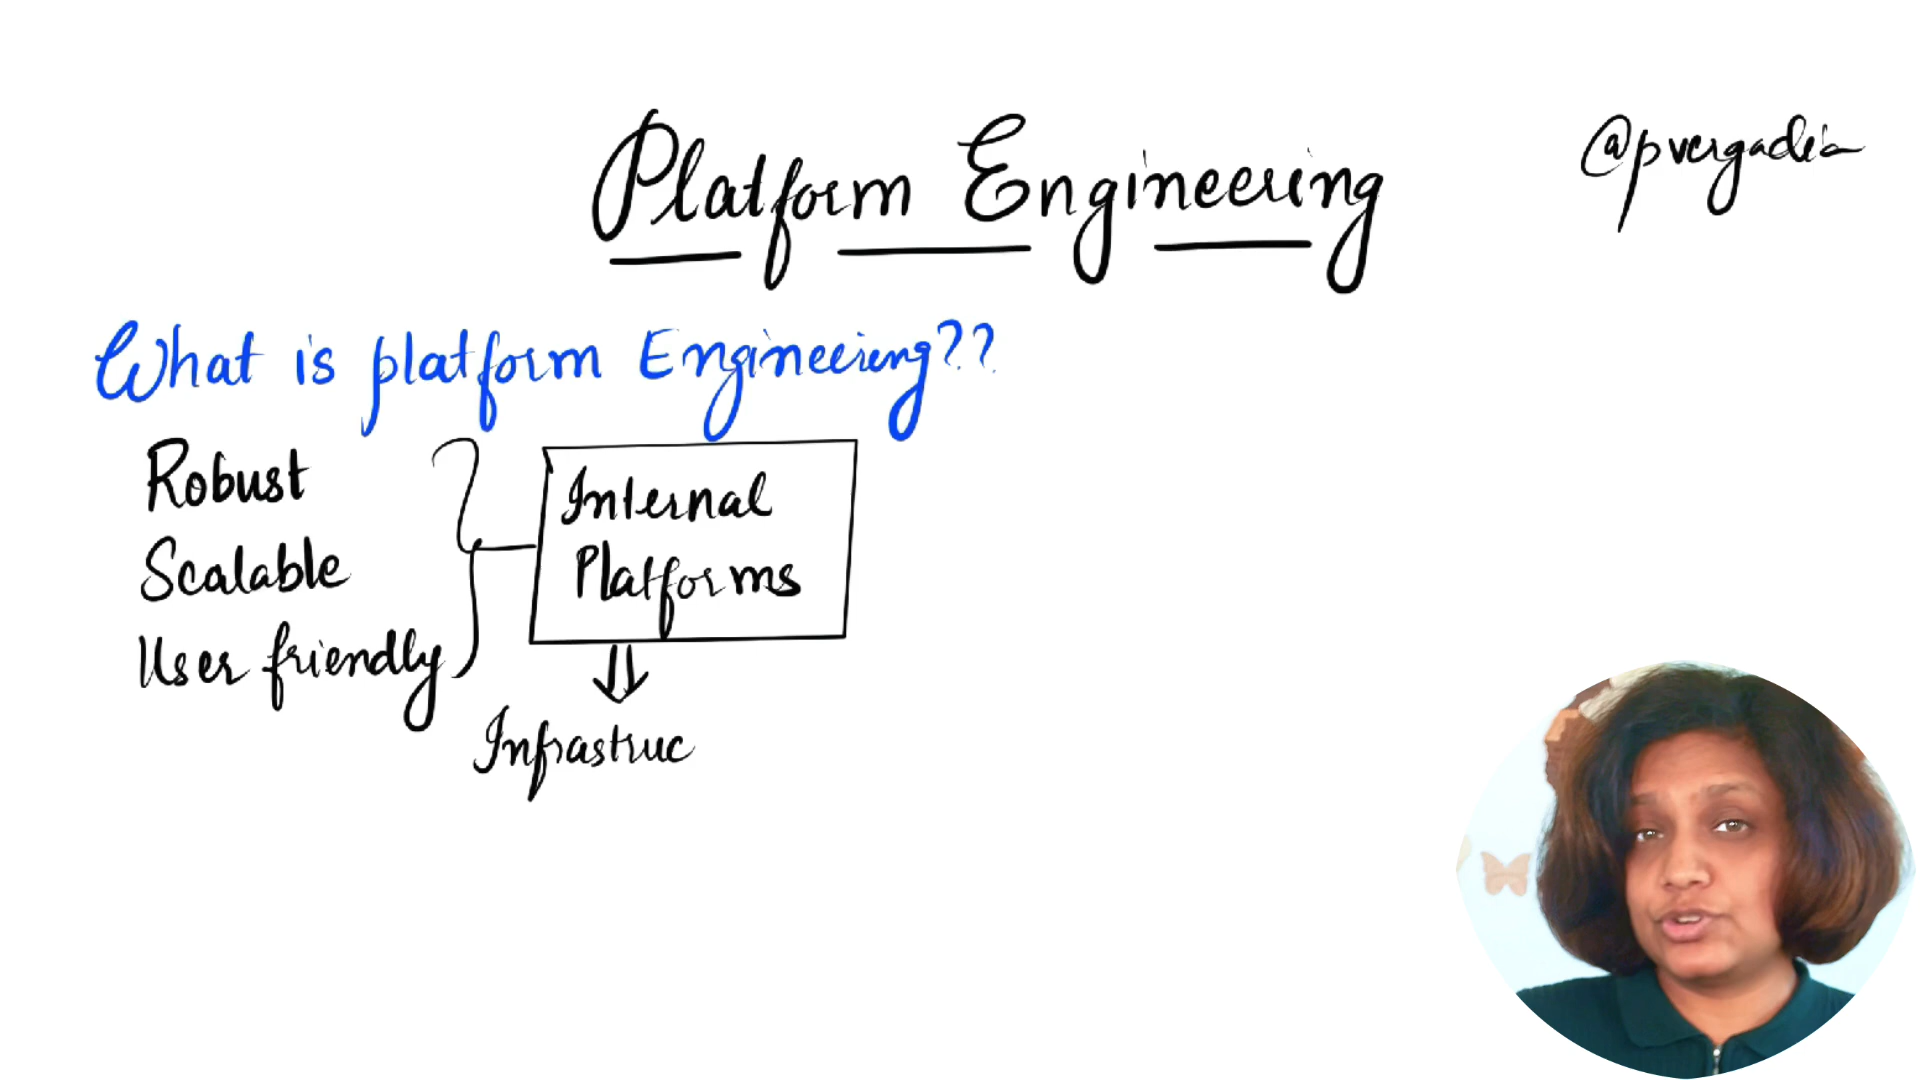 Platform Engineering
@pvergadia
What is platform Engineering??
Robust
Scalable
User friendly
Internal
Platforms
Infrastruc